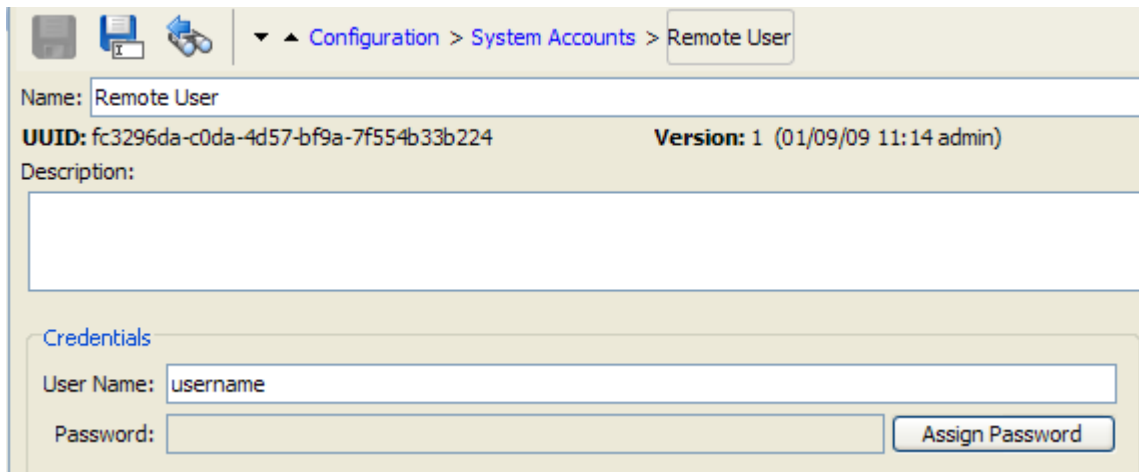 Configuration > System Accounts > Remote User
Name: Remote User
UUID: fc3296da-c0da-4d57-bf9a-7f554b33b224 Version: 1 (01/09/09 11:14 admin)
Description:
Credentials
User Name: username
Password: Assign Password